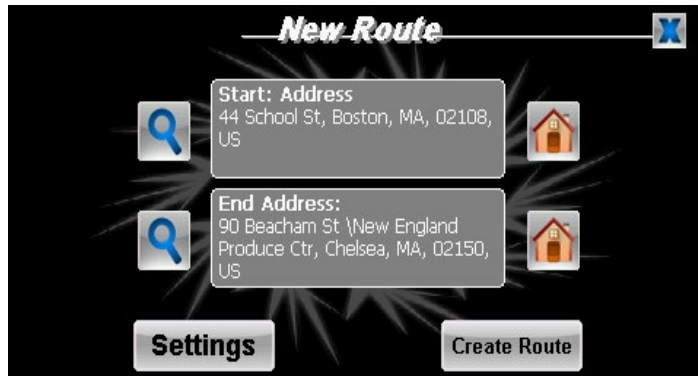 New Route
X
Start: Address
44 School St, Boston, MA, 02108,
US
End Address:
90 Beacham St \New England
Produce Ctr, Chelsea, MA, 02150,
US
Settings
Create Route